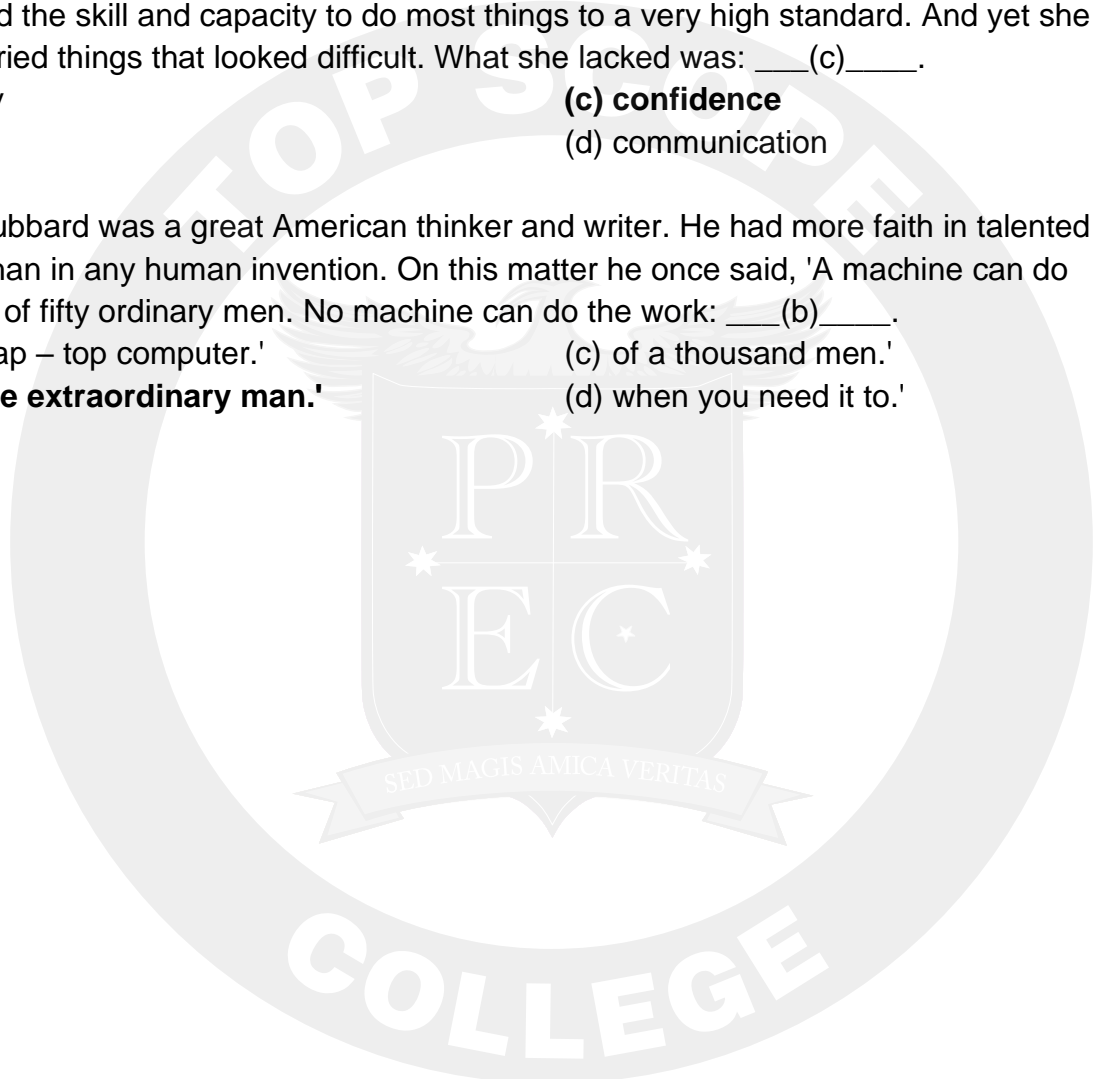 d the skill and capacity to do most things to a very high standard. And yet she
ried things that looked difficult. What she lacked was: ___(c)____.
y (c) confidence
(d) communication
ubbard was a great American thinker and writer. He had more faith in talented
han in any human invention. On this matter he once said, 'A machine can do
of fifty ordinary men. No machine can do the work: ___(b)____.
ap – top computer.' (c) of a thousand men.'
e extraordinary man.' (d) when you need it to.'
TOP SCOPE
P R
E C
SED MAGIS AMICA VERITAS
COLLEGE